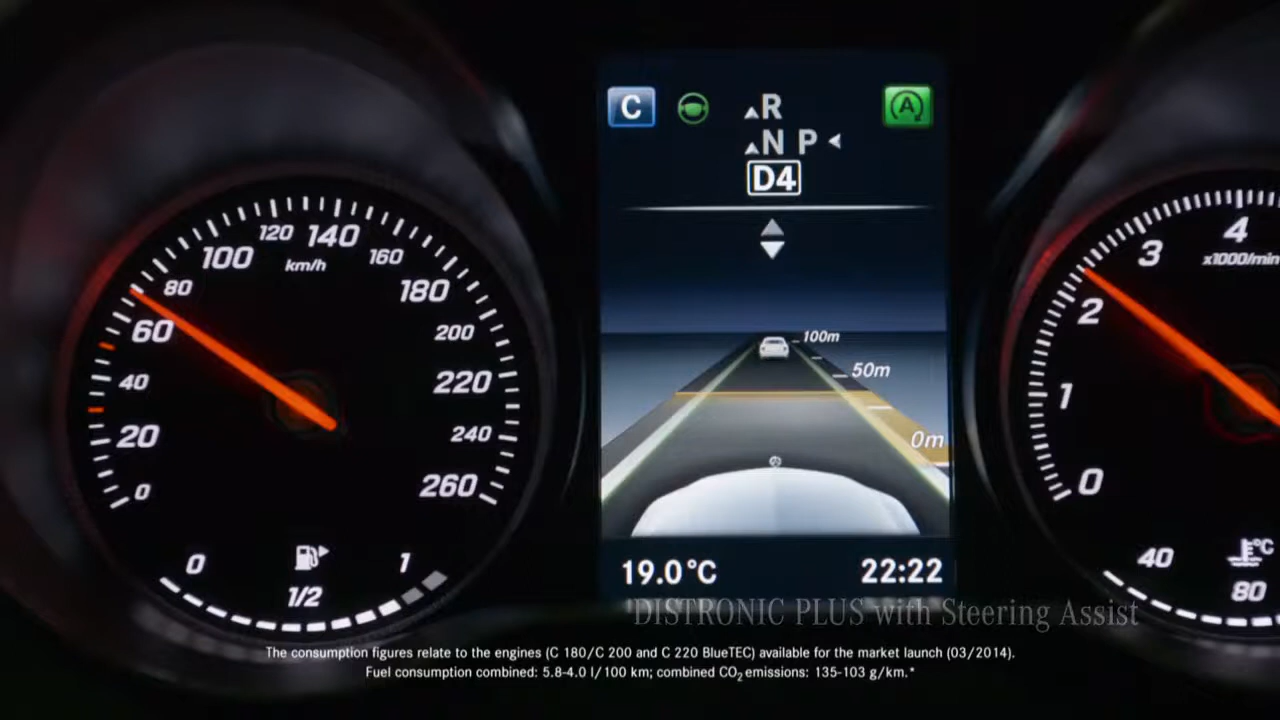 C R A
N P
D4
120 140
100 160
km/h
80 180
60 200
40 220
20 240
0 260
0 1
1/2
100m
50m
0m
19.0°C 22:22
4
3 x1000/min
2
1
0
°C
40
80
DISTRONIC PLUS with Steering Assist
The consumption figures relate to the engines (C 180/C 200 and C 220 BlueTEC) available for the market launch (03/2014).
Fuel consumption combined: 5.8-4.0 l/100 km; combined CO₂ emissions: 135-103 g/km.*